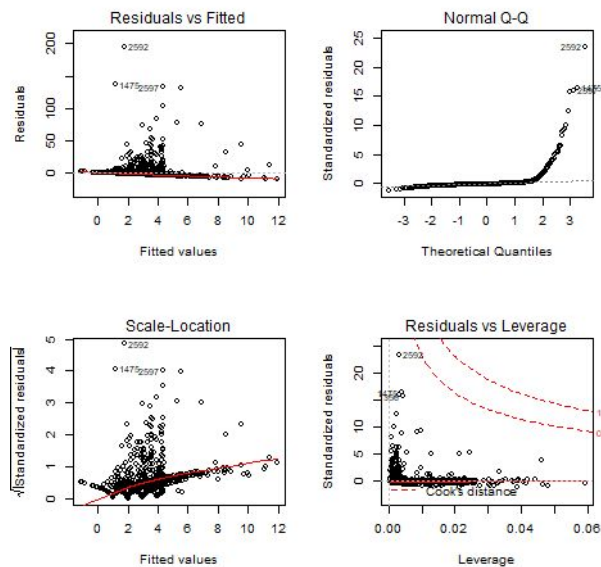 Residuals vs Fitted
Residuals
200
100
50
0
2592
1475
2597
0 2 4 6 8 10 12
Fitted values
Normal Q-Q
Standardized residuals
25
20
15
10
5
0
2592
-3 -2 -1 0 1 2 3
Theoretical Quantiles
Scale-Location
√|Standardized residuals|
5
4
3
2
1
0
2592
1475
2597
0 2 4 6 8 10 12
Fitted values
Residuals vs Leverage
Standardized residuals
25
20
15
10
5
0
2592
1
0
Cook's distance
0.00 0.02 0.04 0.06
Leverage